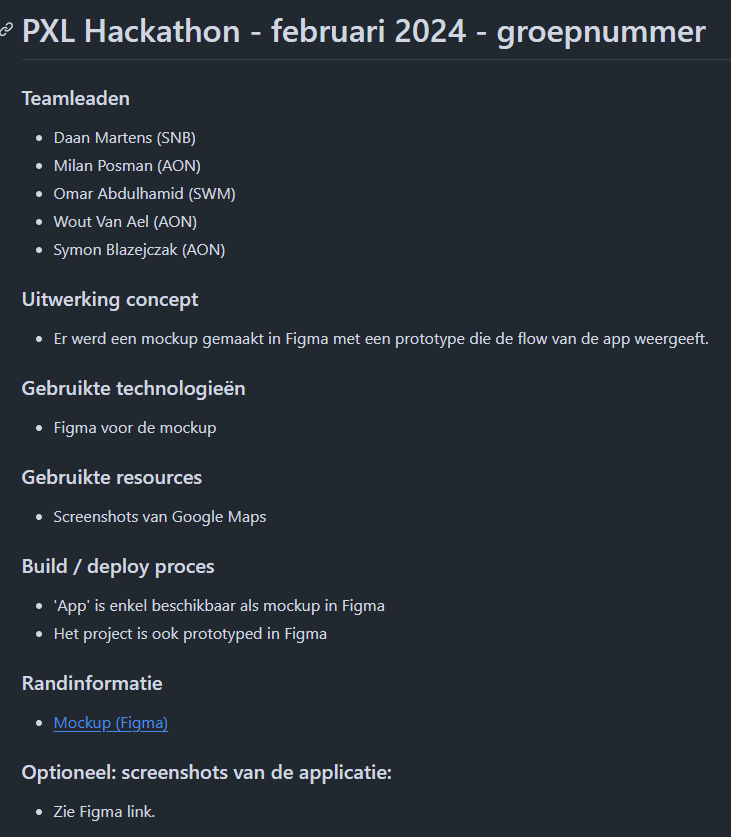 PXL Hackathon - februari 2024 - groepnummer
Teamleaden
Daan Martens (SNB)
Milan Posman (AON)
Omar Abdulhamid (SWM)
Wout Van Ael (AON)
Symon Blazejczak (AON)
Uitwerking concept
Er werd een mockup gemaakt in Figma met een prototype die de flow van de app weergeeft.
Gebruikte technologieën
Figma voor de mockup
Gebruikte resources
Screenshots van Google Maps
Build / deploy proces
'App' is enkel beschikbaar als mockup in Figma
Het project is ook prototyped in Figma
Randinformatie
Mockup (Figma)
Optioneel: screenshots van de applicatie:
Zie Figma link.